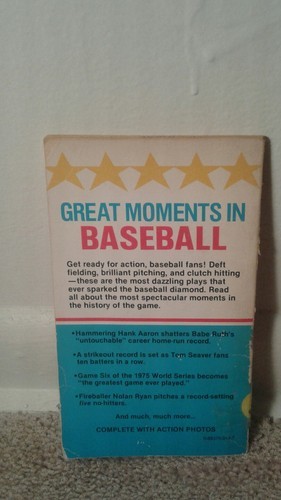 GREAT MOMENTS IN
BASEBALL
Get ready for action, baseball fans! Deft
fielding, brilliant pitching, and clutch hitting
—these are the most dazzling plays that
ever sparked the baseball diamond. Read
all about the most spectacular moments in
the history of the game.
•Hammering Hank Aaron shatters Babe Ruth's
"untouchable" career home-run record.
•A strikeout record is set as Tom Seaver fans
ten batters in a row.
•Game Six of the 1975 World Series becomes
"the greatest game ever played."
•Fireballer Nolan Ryan pitches a record-setting
five no-hitters.
And much, much more...
COMPLETE WITH ACTION PHOTOS